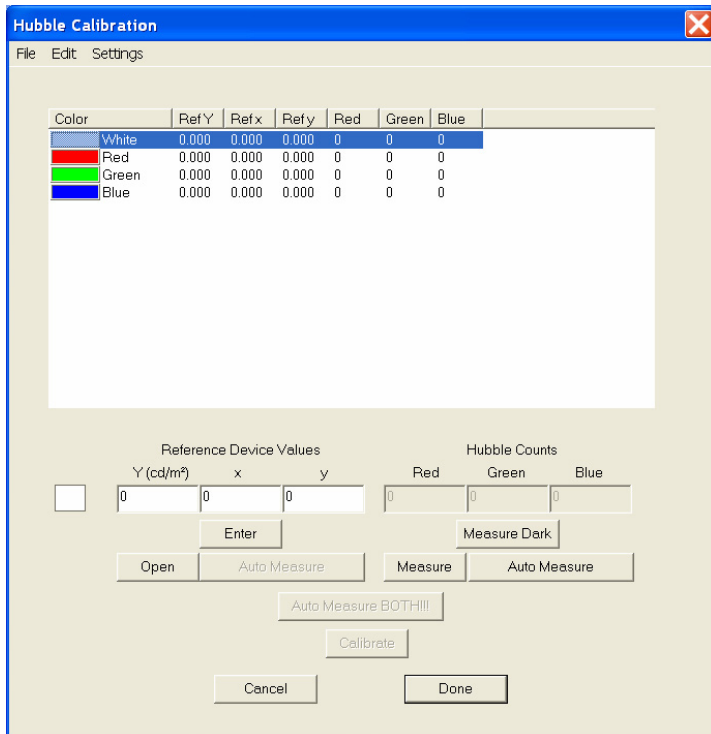 Hubble Calibration
File Edit Settings
Color Ref Y Ref x Ref y Red Green Blue
White 0.000 0.000 0.000 0 0 0
Red 0.000 0.000 0.000 0 0 0
Green 0.000 0.000 0.000 0 0 0
Blue 0.000 0.000 0.000 0 0 0
Reference Device Values Hubble Counts
Y (cd/m²) x y Red Green Blue
0 0 0 0 0 0
Enter Measure Dark
Open Auto Measure Measure Auto Measure
Auto Measure BOTH!!!
Calibrate
Cancel Done